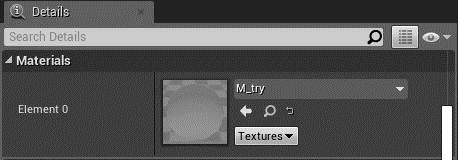 Details
Search Details
Materials
Element 0
M_try
Textures